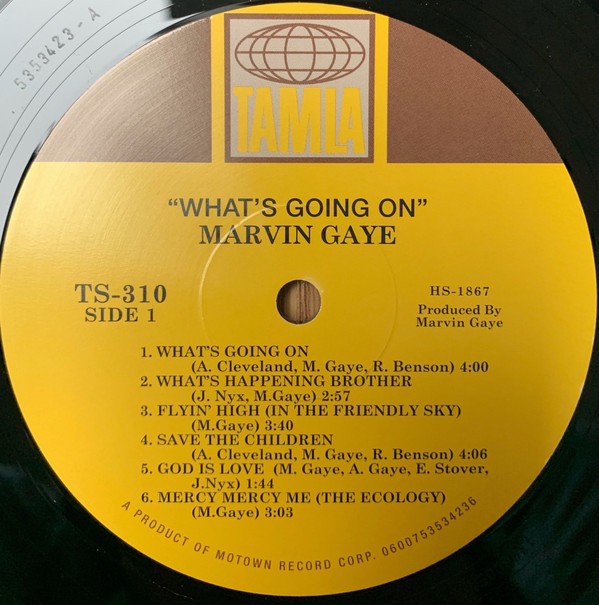 5353423-A
TAMLA
“WHAT’S GOING ON”
MARVIN GAYE
TS-310
SIDE 1
HS-1867
Produced By
Marvin Gaye
1. WHAT'S GOING ON
(A. Cleveland, M. Gaye, R. Benson) 4:00
2. WHAT'S HAPPENING BROTHER
(J. Nyx, M.Gaye) 2:57
3. FLYIN' HIGH (IN THE FRIENDLY SKY)
(M.Gaye) 3:40
4. SAVE THE CHILDREN
(A. Cleveland, M. Gaye, R. Benson) 4:06
5. GOD IS LOVE (M. Gaye, A. Gaye, E. Stover,
J.Nyx) 1:44
6. MERCY MERCY ME (THE ECOLOGY)
(M.Gaye) 3:03
A PRODUCT OF MOTOWN RECORD CORP. 0600753534236